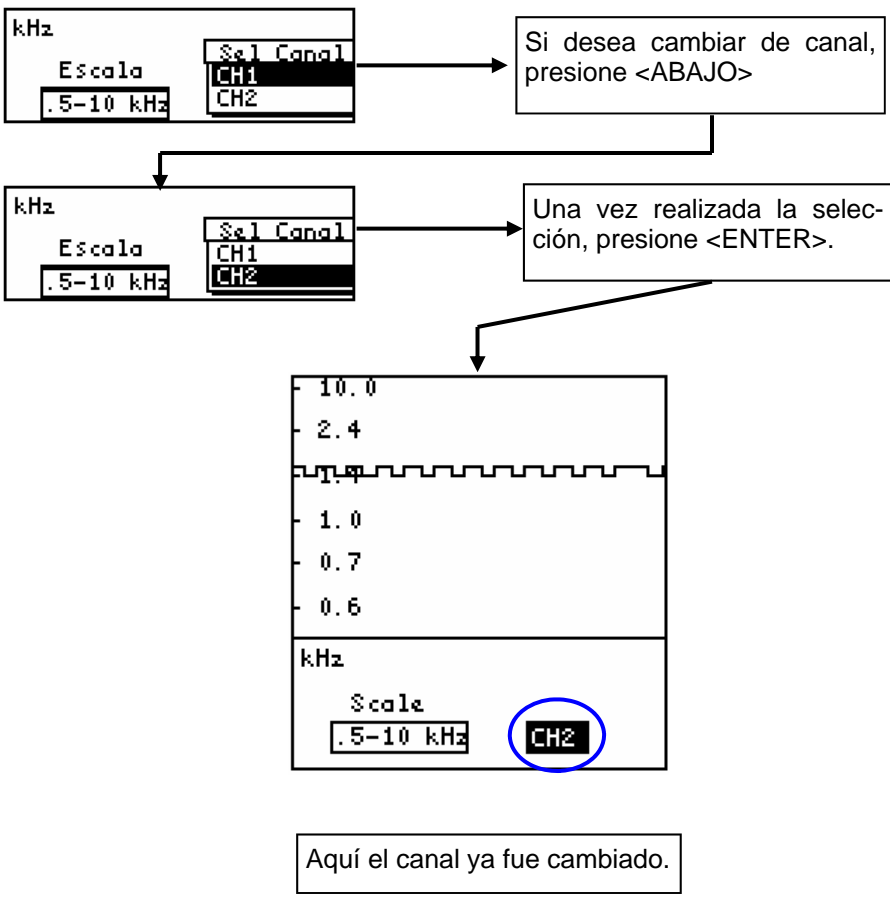 kHz
Sel Canal
Escala
CH1
.5-10 kHz
CH2
Si desea cambiar de canal,
presione <ABAJO>
kHz
Sel Canal
Escala
CH1
.5-10 kHz
CH2
Una vez realizada la selec-
ción, presione <ENTER>.
10.0
2.4
1.0
0.7
0.6
kHz
Scale
.5-10 kHz
CH2
Aquí el canal ya fue cambiado.